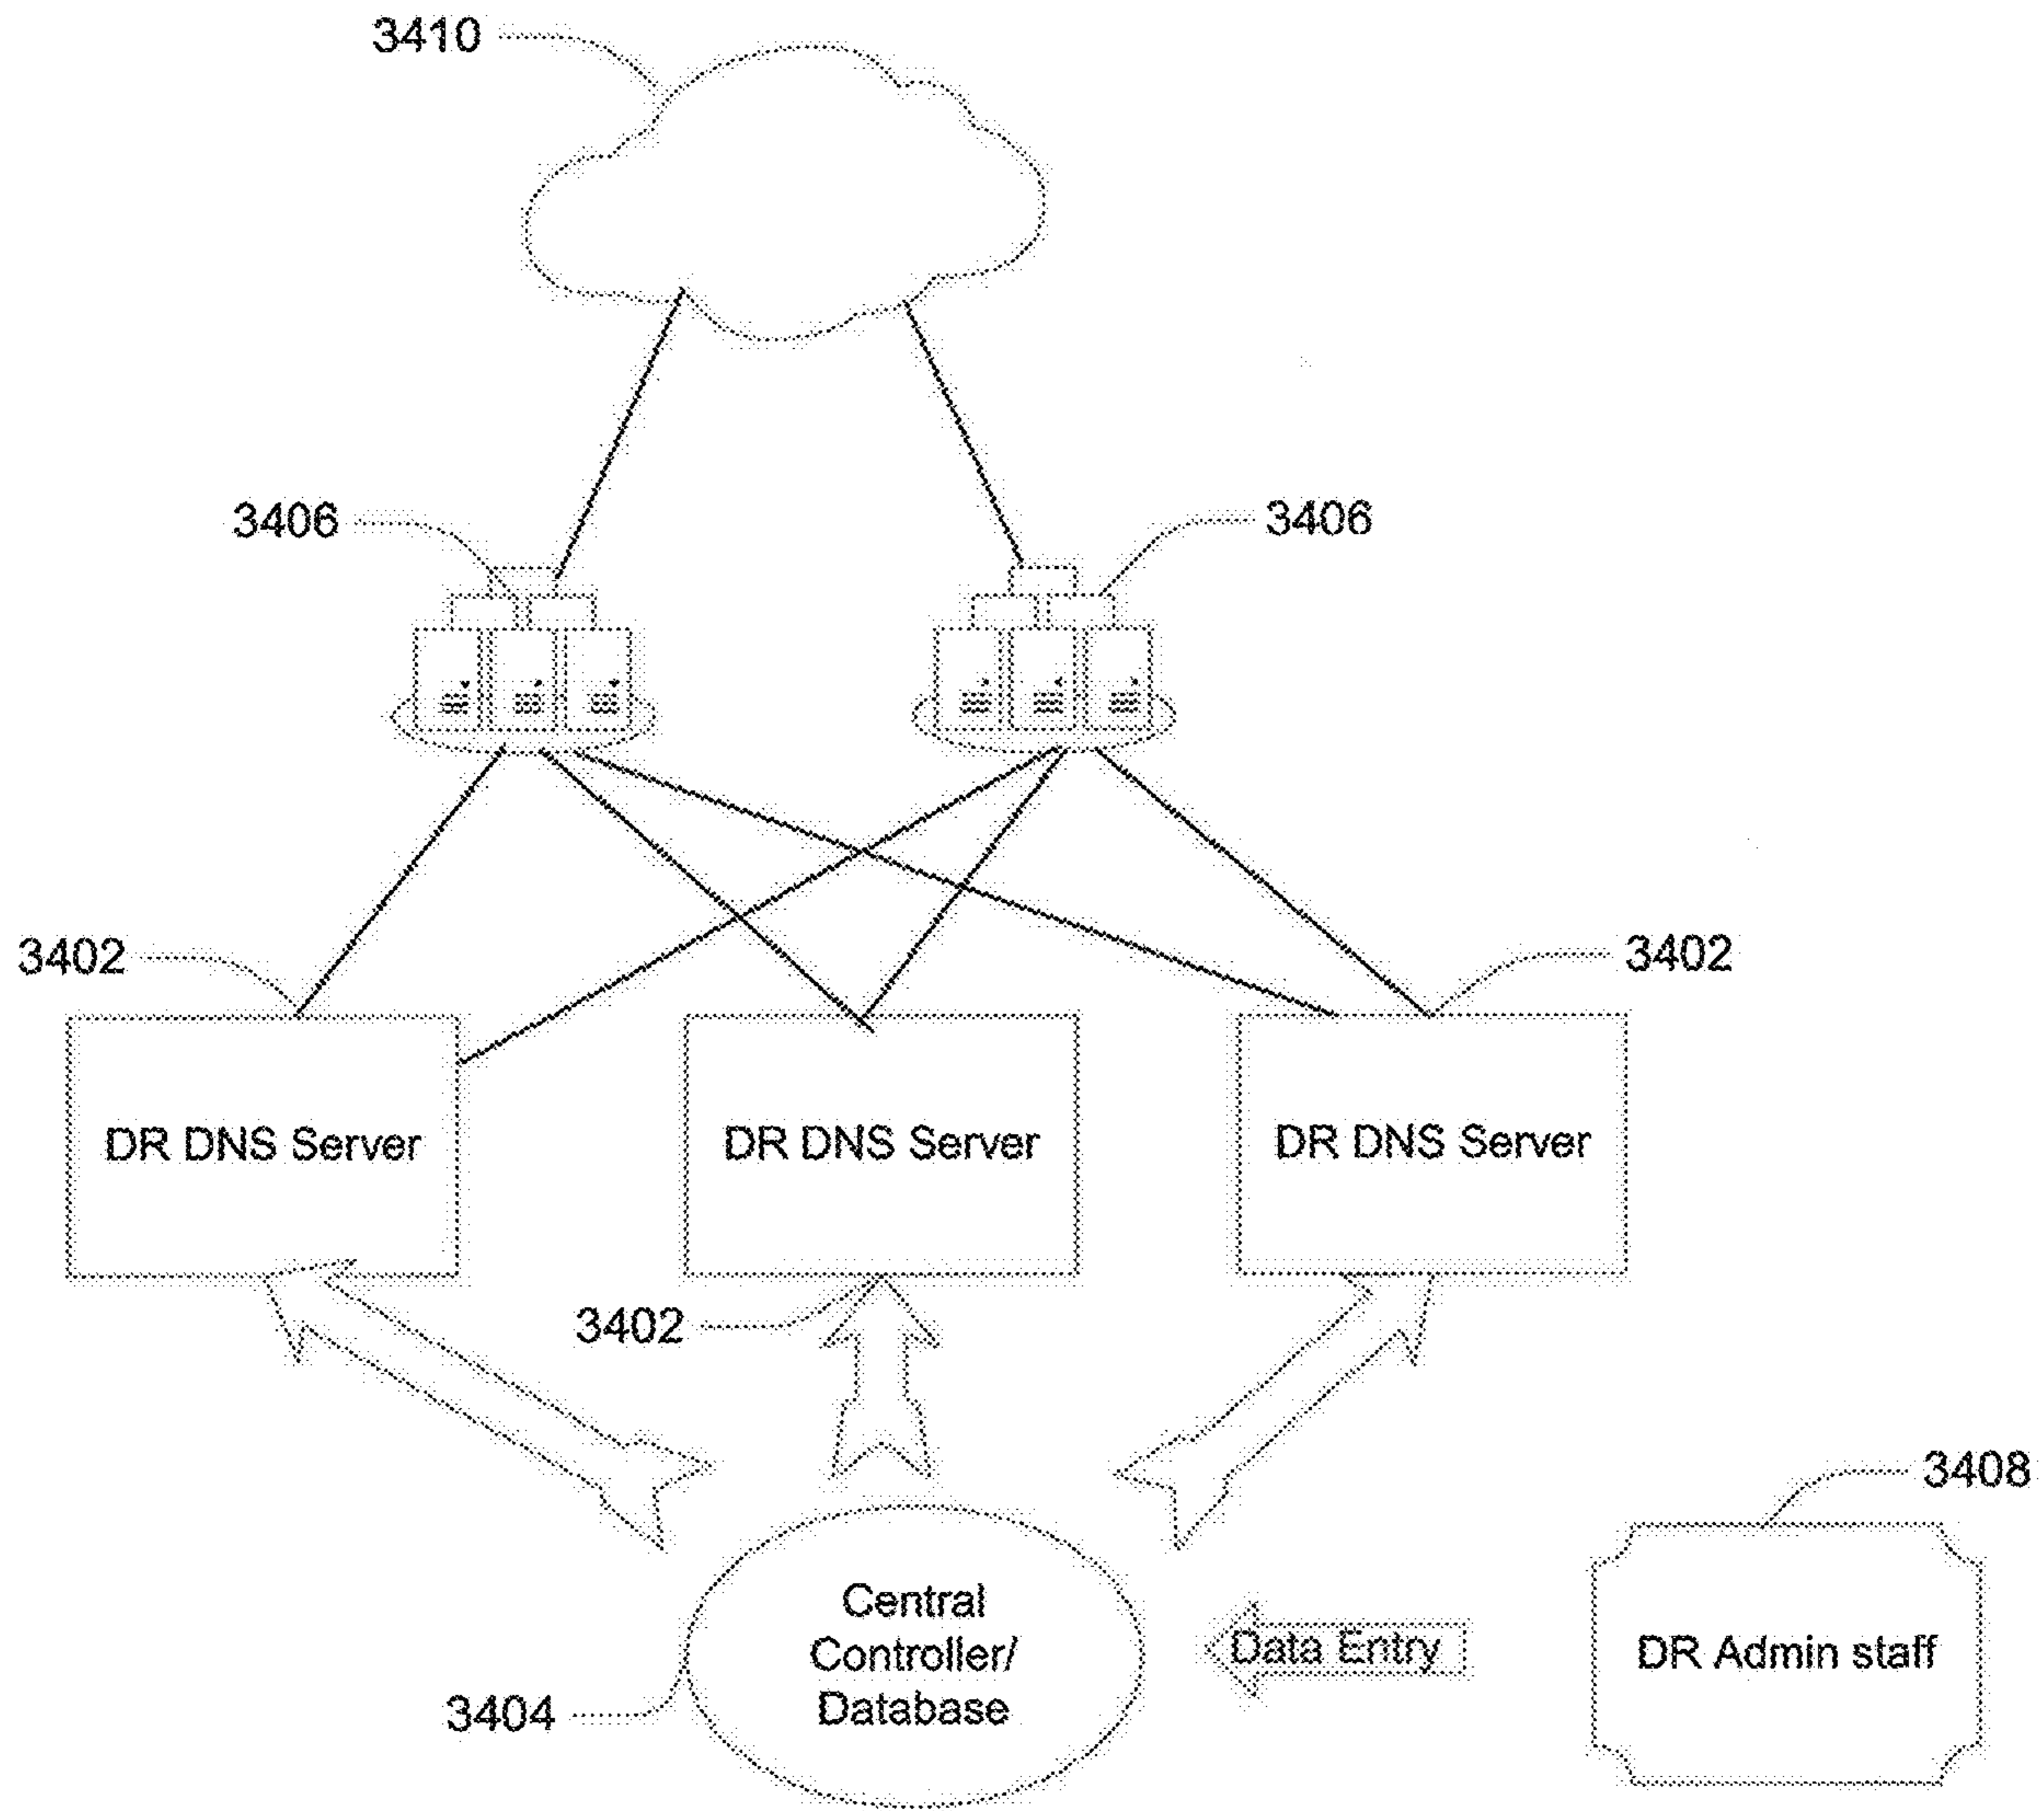 3410
3406
3406
3402
3402
DR DNS Server
DR DNS Server
DR DNS Server
3402
3408
Central
Controller/
Database
Data Entry
DR Admin staff
3404